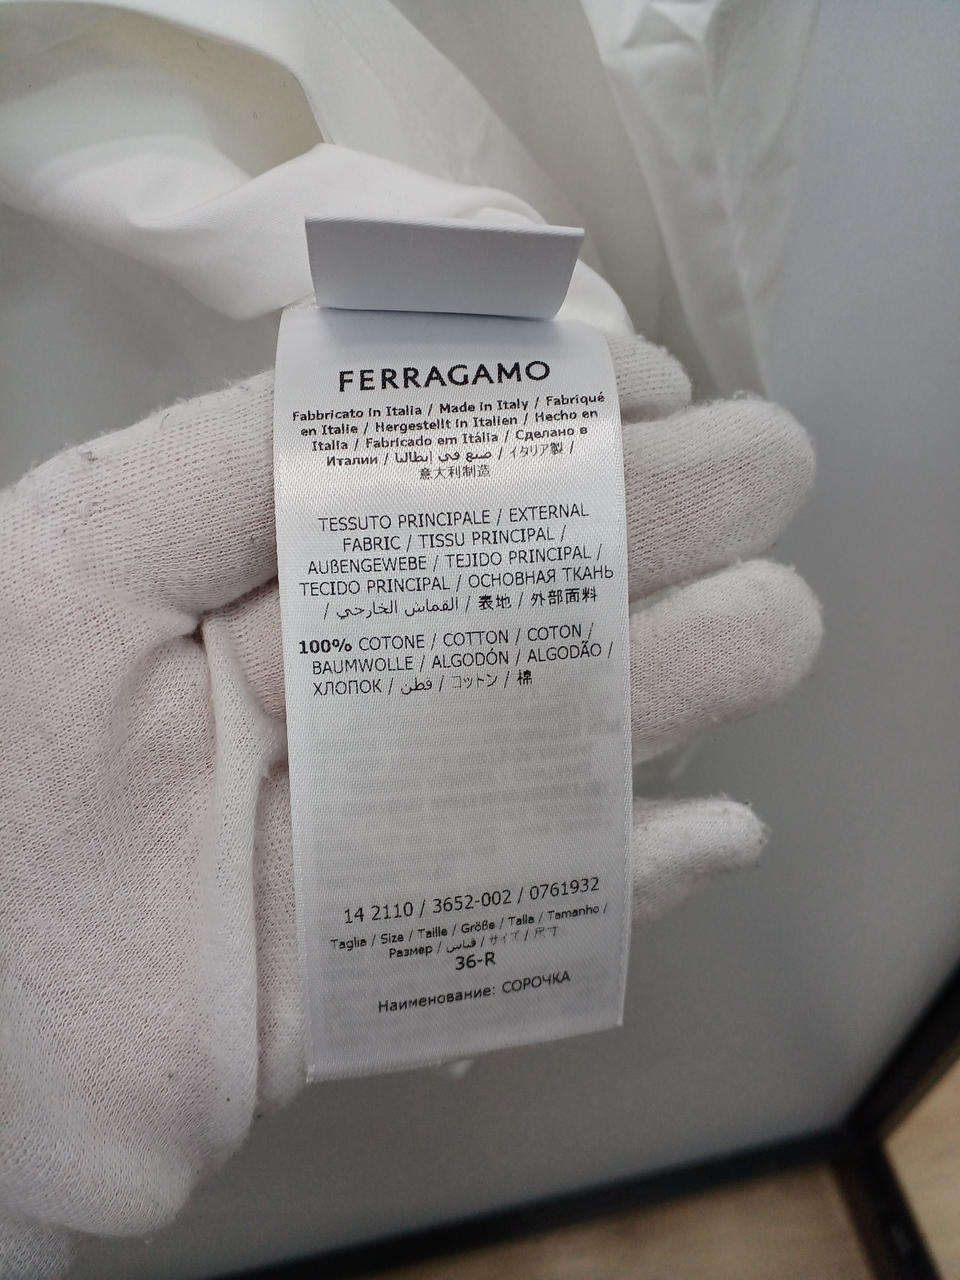 FERRAGAMO
Fabbricato in Italia / Made in Italy / Fabriqué
en Italie / Hergestellt in Italien / Hecho en
Italia / Fabricado em Itália / Сделано в
Италии / صنع في إيطاليا / イタリア製 /
意大利制造
TESSUTO PRINCIPALE / EXTERNAL
FABRIC / TISSU PRINCIPAL /
AUßENGEWEBE / TEJIDO PRINCIPAL /
TECIDO PRINCIPAL / ОСНОВНАЯ ТКАНЬ
/ القماش الخارجي / 表地 / 外部面料
100% COTONE / COTTON / COTON /
BAUMWOLLE / ALGODÓN / ALGODÃO /
ХЛОПОК / قطن / コットン / 棉
14 2110 / 3652-002 / 0761932
Taglia / Size / Taille / Größe / Talla / Tamanho /
Размер / قياس / サイズ / 尺寸
36-R
Наименование: СОРОЧКА